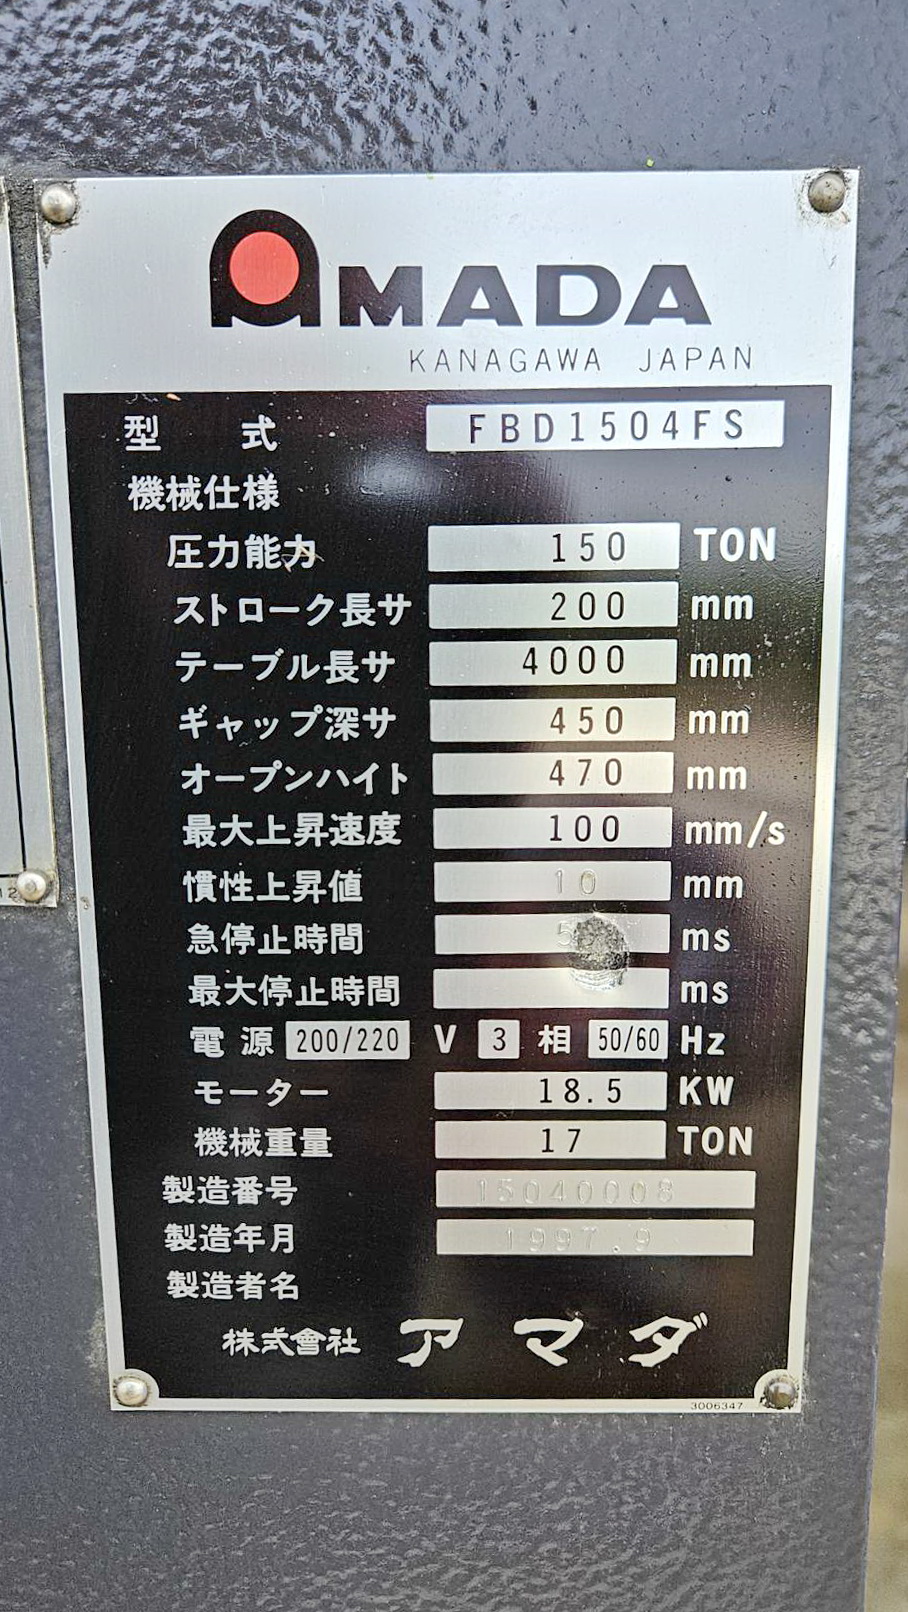 AMADA
KANAGAWA JAPAN
型 式 FBD1504FS
機械仕様
圧力能力 150 TON
ストローク長サ 200 mm
テーブル長サ 4000 mm
ギャップ深サ 450 mm
オープンハイト 470 mm
最大上昇速度 100 mm/s
慣性上昇値 10 mm
急停止時間 ms
最大停止時間 ms
電源 200/220 V 3 相 50/60 Hz
モーター 18.5 KW
機械重量 17 TON
製造番号 15040008
製造年月 1997.9
製造者名
株式會社 アマダ
3006347